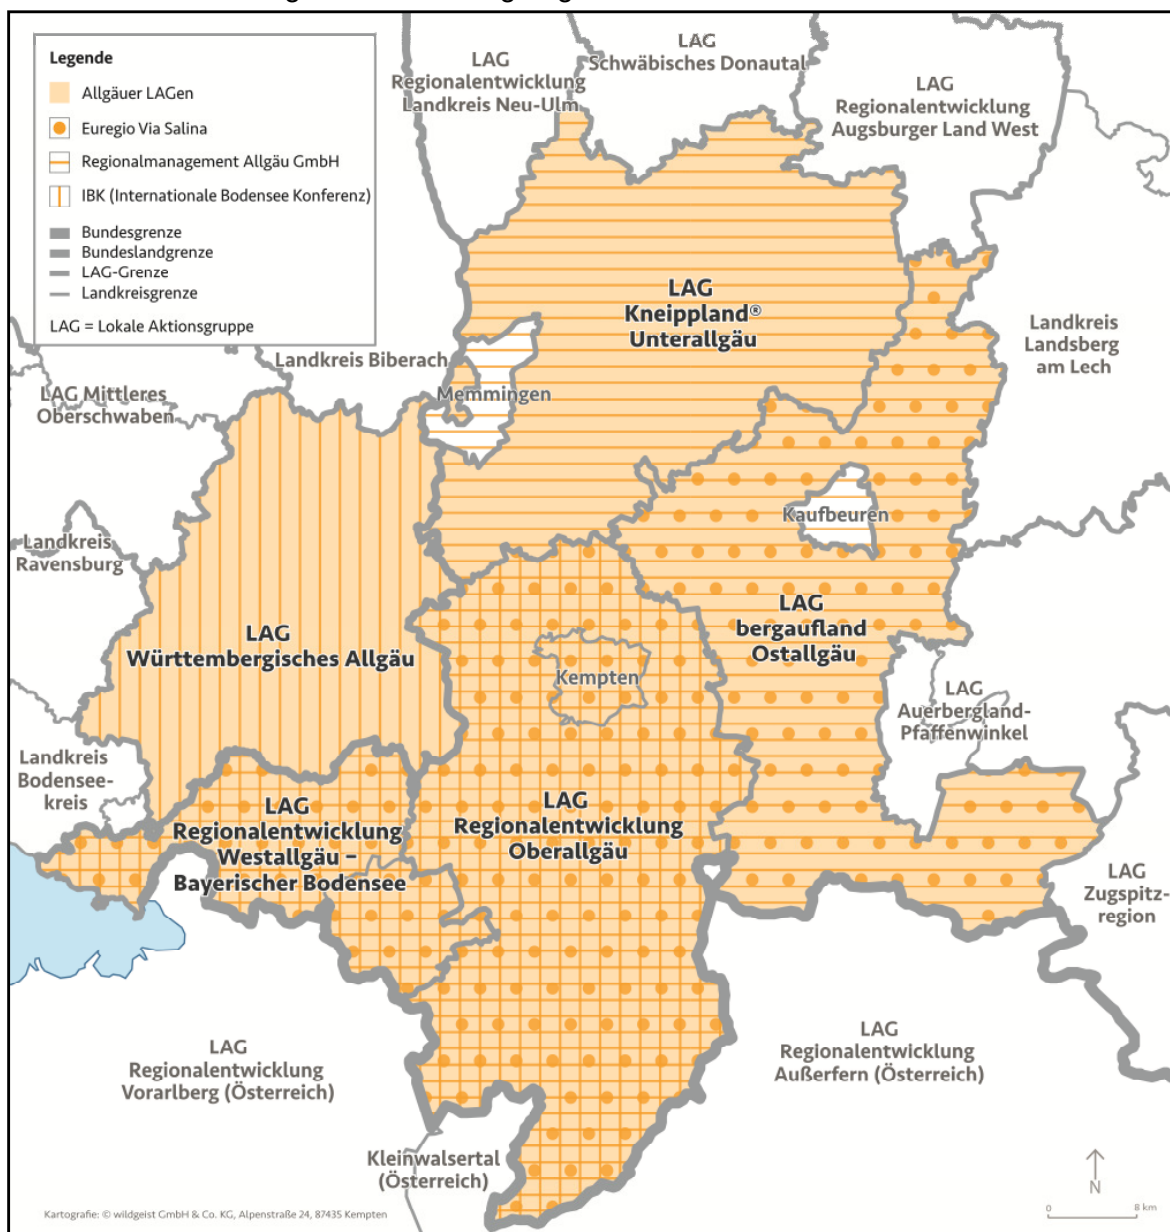 Legende
Allgäuer LAGen
Euregio Via Salina
Regionalmanagement Allgäu GmbH
IBK (Internationale Bodensee Konferenz)
Bundesgrenze
Bundeslandgrenze
LAG-Grenze
Landkreisgrenze
LAG = Lokale Aktionsgruppe
LAG
Regionalentwicklung
Landkreis Neu-Ulm
LAG
Schwäbisches Donautal
LAG
Regionalentwicklung
Augsburger Land West
LAG
Kneippland®
Unterallgäu
Landkreis
Landsberg
am Lech
Landkreis Biberach
Memmingen
LAG Mittleres
Oberschwaben
Kaufbeuren
Landkreis
Ravensburg
LAG
Württembergisches Allgäu
LAG
bergaufland
Ostallgäu
Kempten
LAG
Auerbergland-
Pfaffenwinkel
Landkreis
Bodensee-
kreis
LAG
Regionalentwicklung
Westallgäu –
Bayerischer Bodensee
LAG
Regionalentwicklung
Oberallgäu
LAG
Zugspitz-
region
LAG
Regionalentwicklung
Vorarlberg (Österreich)
LAG
Regionalentwicklung
Außerfern (Österreich)
Kleinwalsertal
(Österreich)
N
0 8 km
Kartografie: © wildgeist GmbH & Co. KG, Alpenstraße 24, 87435 Kempten